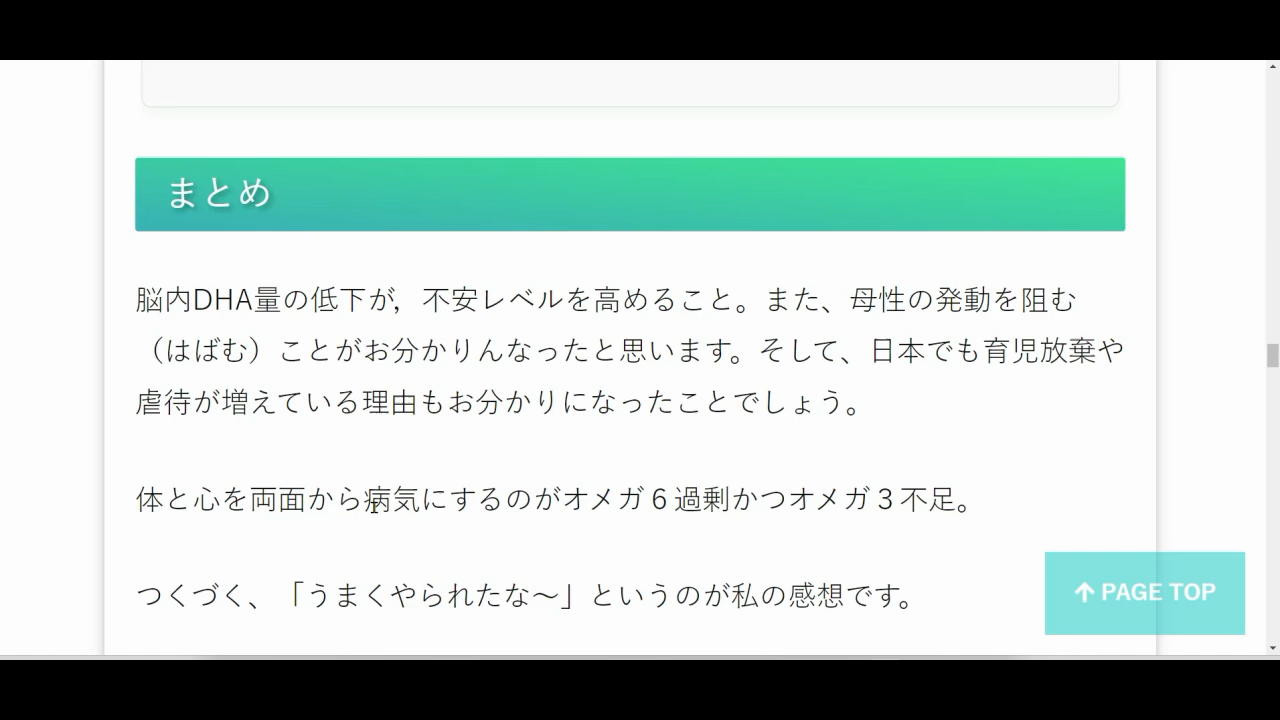 まとめ
脳内DHA量の低下が，不安レベルを高めること。また、母性の発動を阻む
（はばむ）ことがお分かりんなったと思います。そして、日本でも育児放棄や
虐待が増えている理由もお分かりになったことでしょう。
体と心を両面から病気にするのがオメガ６過剰かつオメガ３不足。
つくづく、「うまくやられたな～」というのが私の感想です。
↑ PAGE TOP